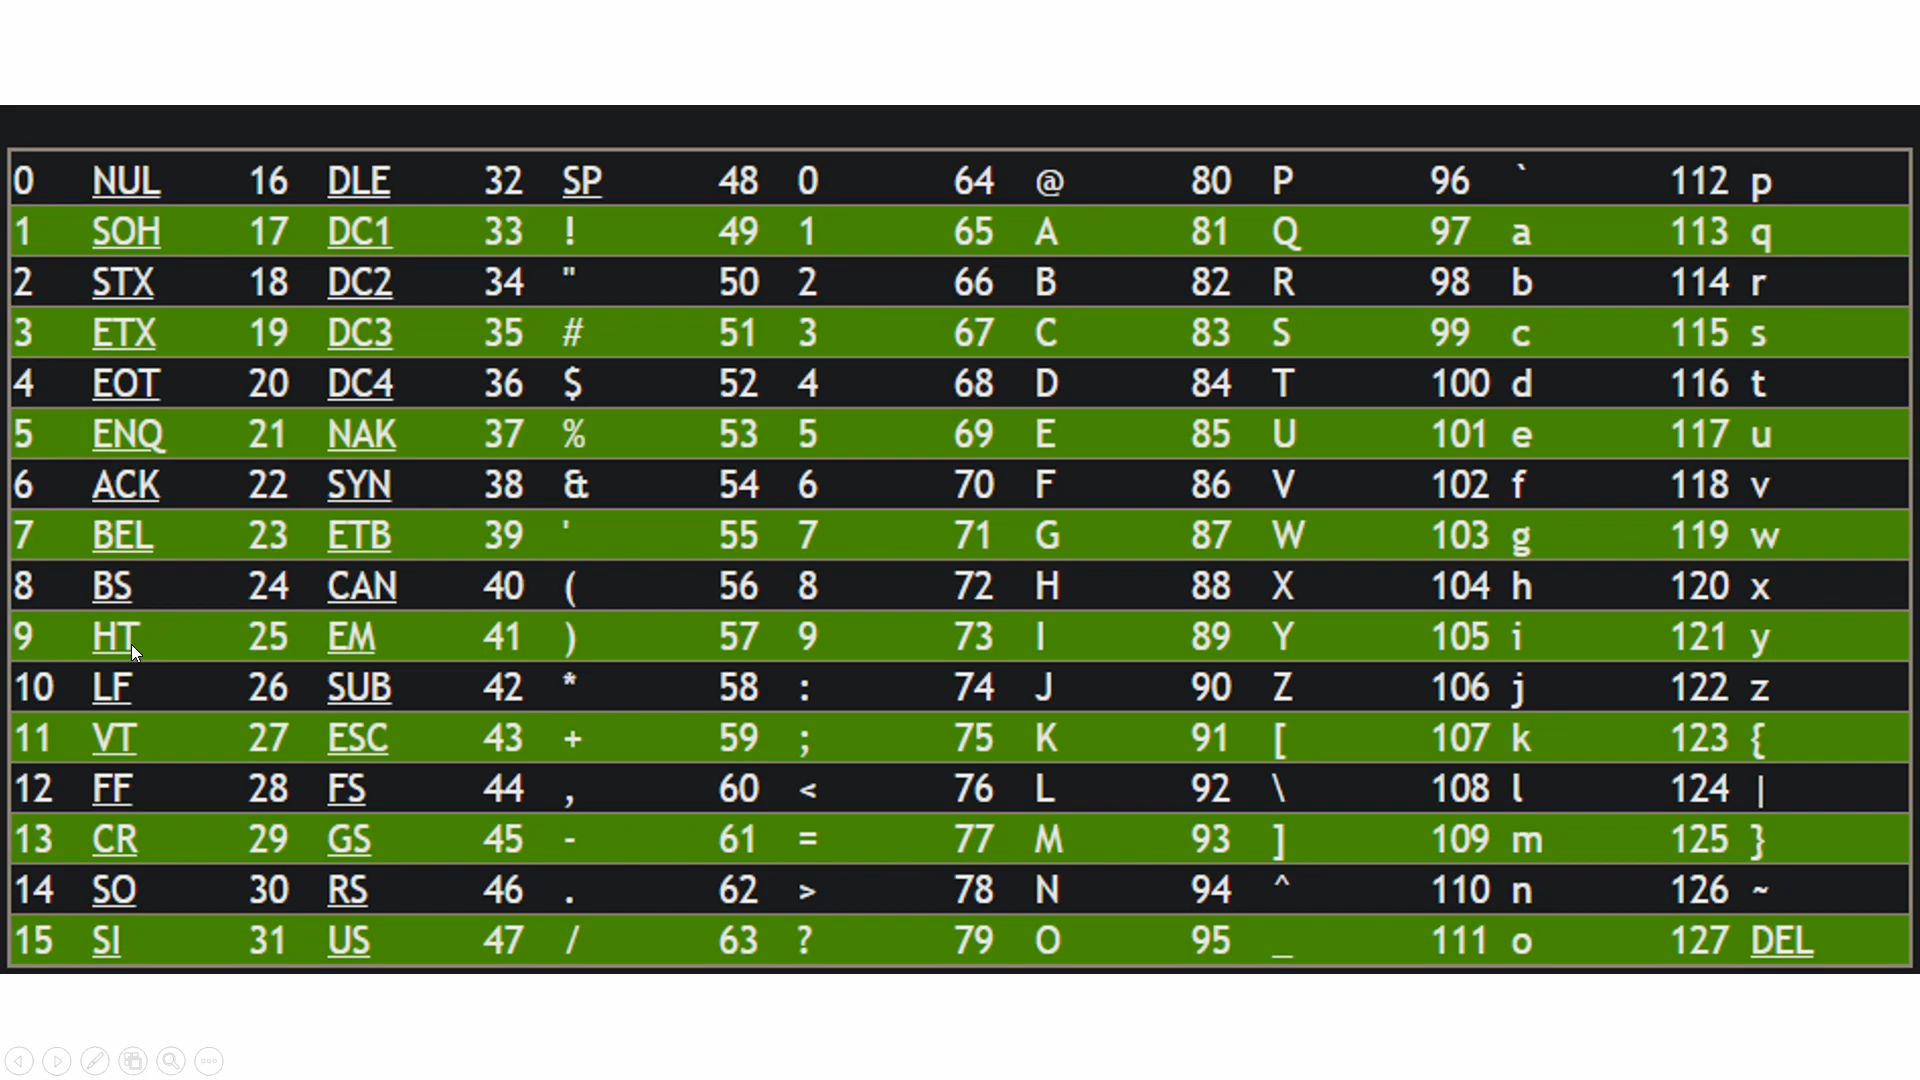 0 NUL 16 DLE 32 SP 48 0 64 @ 80 P 96 ` 112 p
1 SOH 17 DC1 33 ! 49 1 65 A 81 Q 97 a 113 q
2 STX 18 DC2 34 " 50 2 66 B 82 R 98 b 114 r
3 ETX 19 DC3 35 # 51 3 67 C 83 S 99 c 115 s
4 EOT 20 DC4 36 $ 52 4 68 D 84 T 100 d 116 t
5 ENQ 21 NAK 37 % 53 5 69 E 85 U 101 e 117 u
6 ACK 22 SYN 38 & 54 6 70 F 86 V 102 f 118 v
7 BEL 23 ETB 39 ' 55 7 71 G 87 W 103 g 119 w
8 BS 24 CAN 40 ( 56 8 72 H 88 X 104 h 120 x
9 HT 25 EM 41 ) 57 9 73 I 89 Y 105 i 121 y
10 LF 26 SUB 42 * 58 : 74 J 90 Z 106 j 122 z
11 VT 27 ESC 43 + 59 ; 75 K 91 [ 107 k 123 {
12 FF 28 FS 44 , 60 < 76 L 92 \ 108 l 124 |
13 CR 29 GS 45 - 61 = 77 M 93 ] 109 m 125 }
14 SO 30 RS 46 . 62 > 78 N 94 ^ 110 n 126 ~
15 SI 31 US 47 / 63 ? 79 O 95 _ 111 o 127 DEL